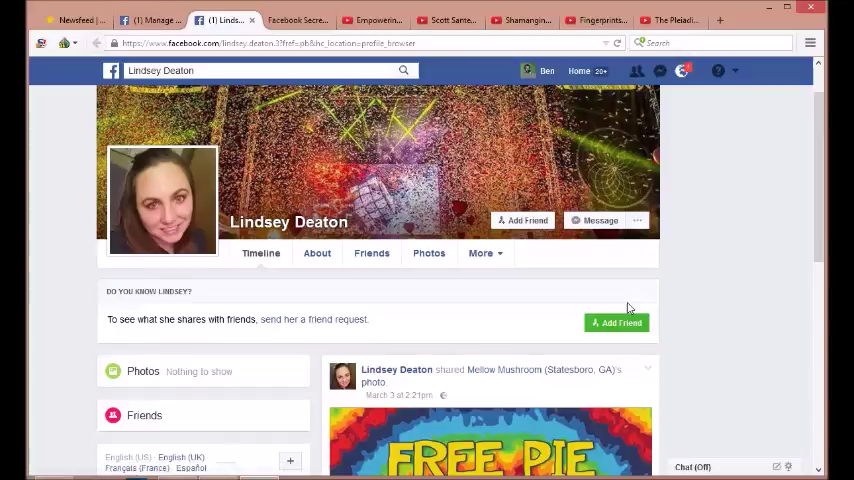 Newsfeed |...
(1) Manage ...
(1) Linds...
Facebook Secre...
Empowerin...
Scott Sante...
Shamangin...
Fingerprints...
The Pleiadi...
https://www.facebook.com/lindsey.deaton.3?fref=pb&hc_location=profile_browser
Search
Lindsey Deaton
Ben
Home 20+
Lindsey Deaton
Add Friend
Message
Timeline
About
Friends
Photos
More
DO YOU KNOW LINDSEY?
To see what she shares with friends, send her a friend request.
Add Friend
Photos Nothing to show
Friends
English (US) · English (UK)
Français (France) · Español
Lindsey Deaton shared Mellow Mushroom (Statesboro, GA)'s
photo.
March 3 at 2:21pm
FREE PIE
Chat (Off)